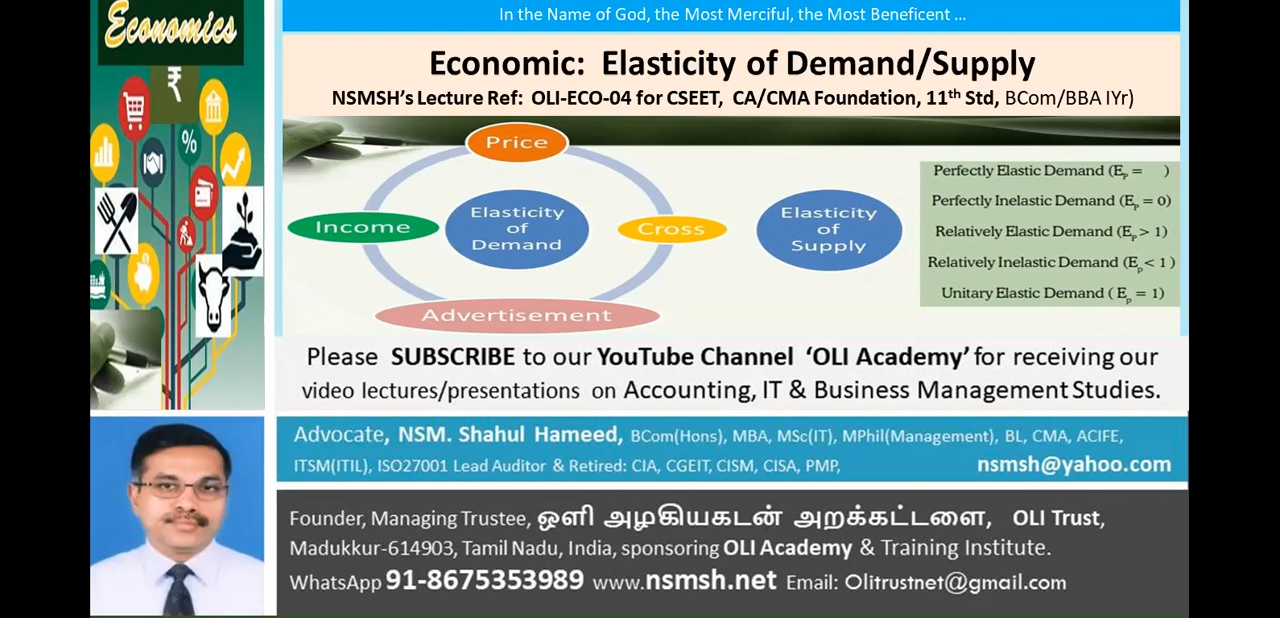 Economics
₹
%
In the Name of God, the Most Merciful, the Most Beneficent ...
Economic: Elasticity of Demand/Supply
NSMSH's Lecture Ref: OLI-ECO-04 for CSEET, CA/CMA Foundation, 11th Std, BCom/BBA IYr)
Price
Income
Elasticity
of
Demand
Cross
Advertisement
Elasticity
of
Supply
Perfectly Elastic Demand (Ep = )
Perfectly Inelastic Demand (Ep = 0)
Relatively Elastic Demand (Ep > 1)
Relatively Inelastic Demand (Ep < 1 )
Unitary Elastic Demand ( Ep = 1)
Please SUBSCRIBE to our YouTube Channel 'OLI Academy' for receiving our
video lectures/presentations on Accounting, IT & Business Management Studies.
Advocate, NSM. Shahul Hameed, BCom(Hons), MBA, MSc(IT), MPhil(Management), BL, CMA, ACIFE,
ITSM(ITIL), ISO27001 Lead Auditor & Retired: CIA, CGEIT, CISM, CISA, PMP, nsmsh@yahoo.com
Founder, Managing Trustee, ஒளி அழகியகடன் அறக்கட்டளை, OLI Trust,
Madukkur-614903, Tamil Nadu, India, sponsoring OLI Academy & Training Institute.
WhatsApp 91-8675353989 www.nsmsh.net Email: Olitrustnet@gmail.com